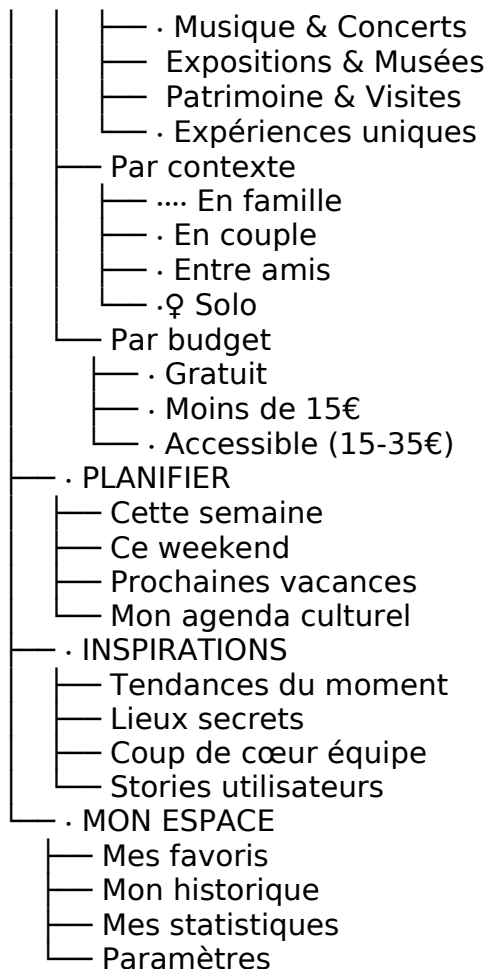 │ │ ├── · Musique & Concerts
│ │ ├── Expositions & Musées
│ │ ├── Patrimoine & Visites
│ │ └── · Expériences uniques
│ ├── Par contexte
│ │ ├── ···· En famille
│ │ ├── · En couple
│ │ ├── · Entre amis
│ │ └── ·♀ Solo
│ └── Par budget
│ ├── · Gratuit
│ ├── · Moins de 15€
│ └── · Accessible (15-35€)
├── · PLANIFIER
│ ├── Cette semaine
│ ├── Ce weekend
│ ├── Prochaines vacances
│ └── Mon agenda culturel
├── · INSPIRATIONS
│ ├── Tendances du moment
│ ├── Lieux secrets
│ ├── Coup de cœur équipe
│ └── Stories utilisateurs
└── · MON ESPACE
├── Mes favoris
├── Mon historique
├── Mes statistiques
└── Paramètres